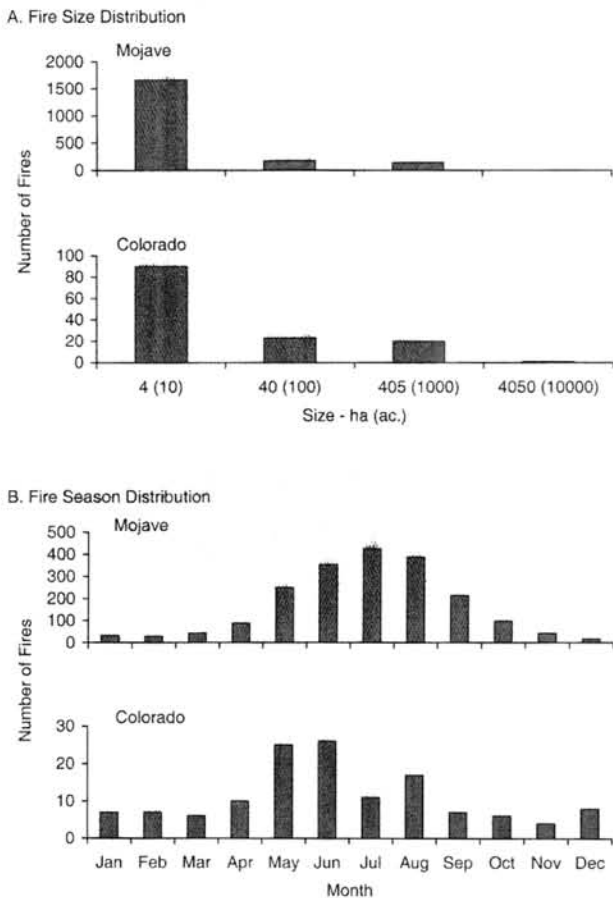 A. Fire Size Distribution
Mojave
2000
1500
1000
500
0
Number of Fires
Colorado
100
80
60
40
20
0
4 (10) 40 (100) 405 (1000) 4050 (10000)
Size - ha (ac.)
B. Fire Season Distribution
Mojave
500
400
300
200
100
0
Number of Fires
Colorado
30
20
10
0
Jan Feb Mar Apr May Jun Jul Aug Sep Oct Nov Dec
Month